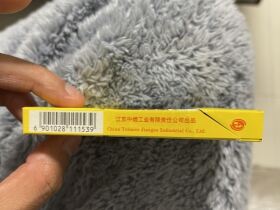 江苏中烟工业有限责任公司出品
China Tobacco Jiangsu Industrial Co., Ltd.
6 901028 111539